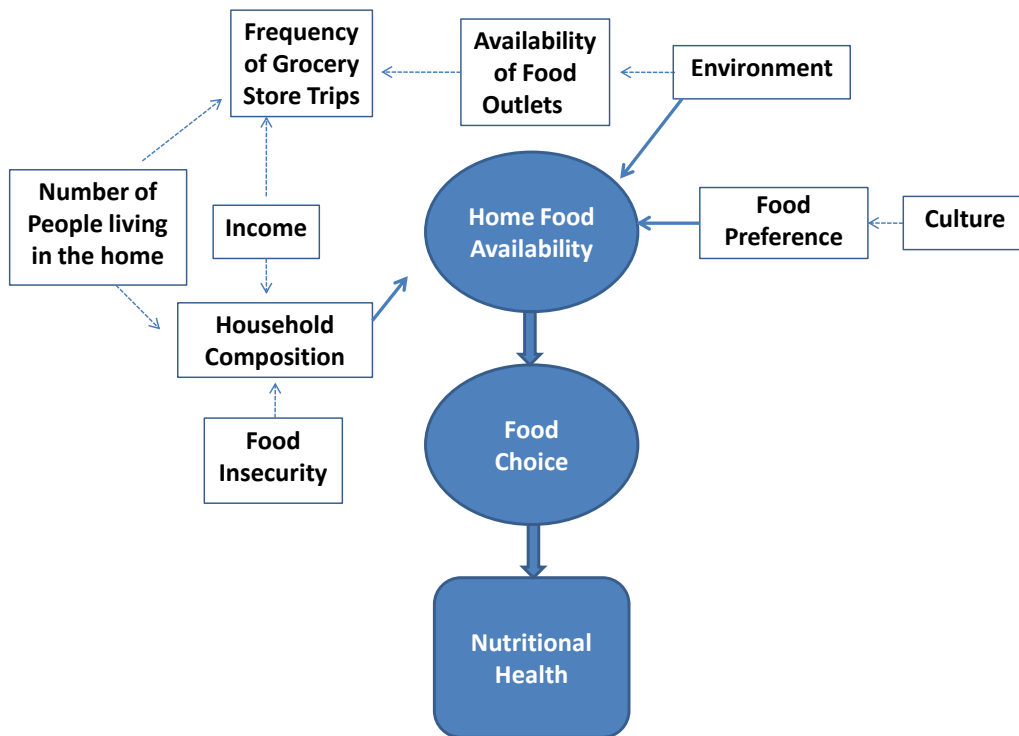 Frequency
of Grocery
Store Trips
Availability
of Food
Outlets
Environment
Number of
People living
in the home
Income
Home Food
Availability
Food
Preference
Culture
Household
Composition
Food
Insecurity
Food
Choice
Nutritional
Health